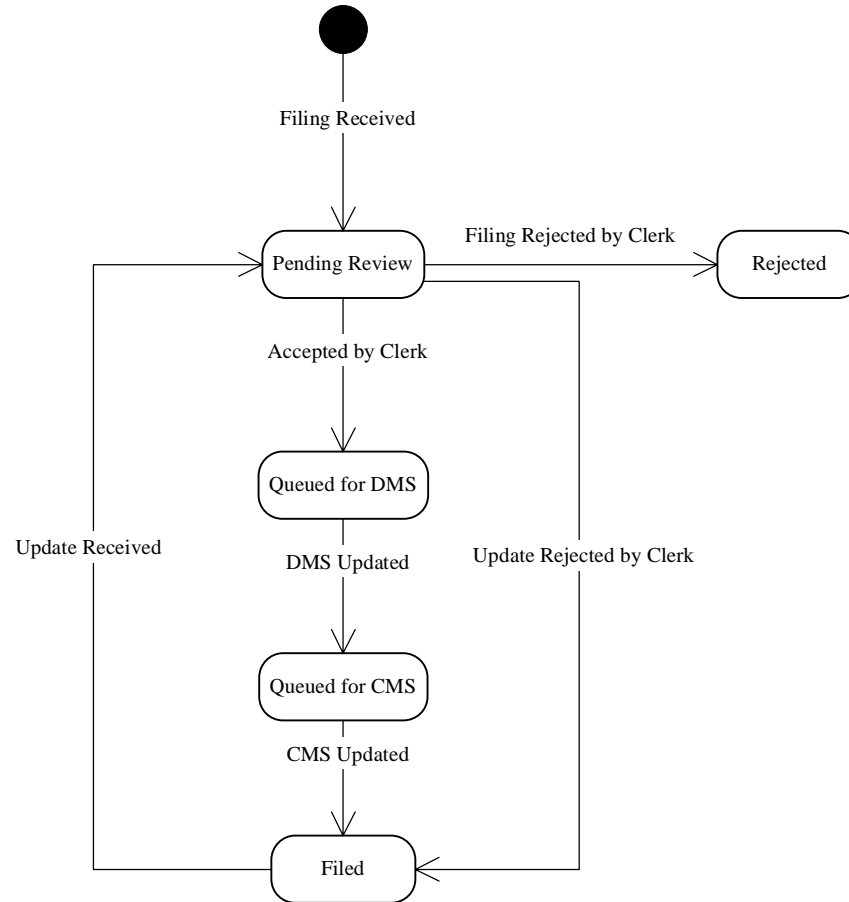 Filing Received
Filing Rejected by Clerk
Pending Review
Rejected
Accepted by Clerk
Queued for DMS
Update Received
DMS Updated
Update Rejected by Clerk
Queued for CMS
CMS Updated
Filed